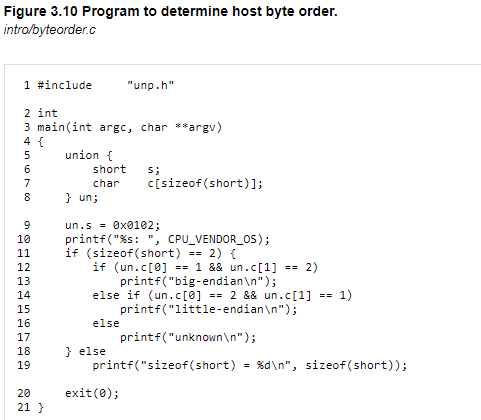 Figure 3.10 Program to determine host byte order.
intro/byteorder.c
1 #include     "unp.h"
2 int
3 main(int argc, char **argv)
4 {
5     union {
6         short   s;
7         char    c[sizeof(short)];
8     } un;
9     un.s = 0x0102;
10     printf("%s: ", CPU_VENDOR_OS);
11     if (sizeof(short) == 2) {
12         if (un.c[0] == 1 && un.c[1] == 2)
13             printf("big-endian\n");
14         else if (un.c[0] == 2 && un.c[1] == 1)
15             printf("little-endian\n");
16         else
17             printf("unknown\n");
18     } else
19         printf("sizeof(short) = %d\n", sizeof(short));
20     exit(0);
21 }